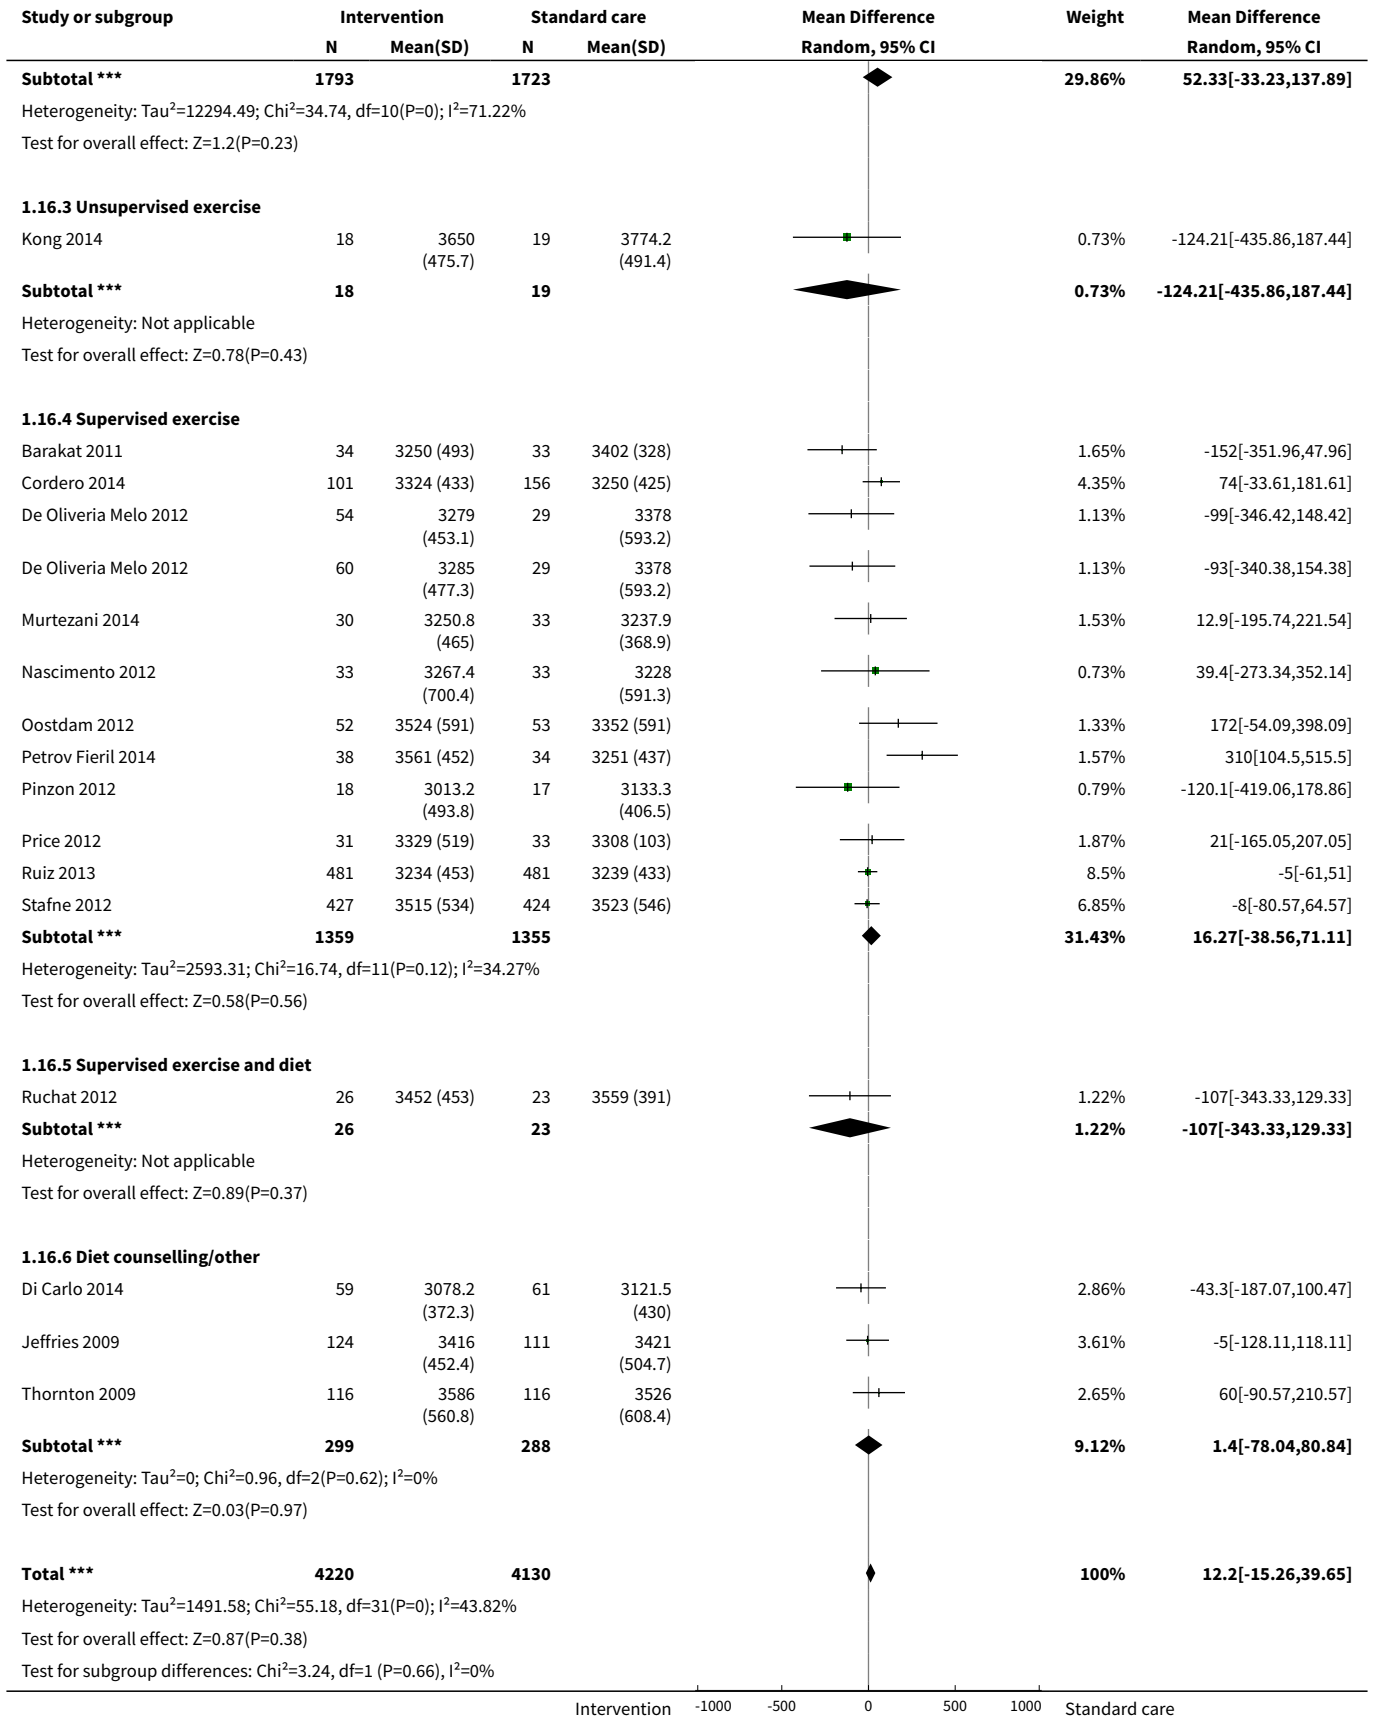 Study or subgroup Intervention Standard care Mean Difference Weight Mean Difference
N Mean(SD) N Mean(SD) Random, 95% CI Random, 95% CI
Subtotal *** 1793 1723 29.86% 52.33[-33.23,137.89]
Heterogeneity: Tau²=12294.49; Chi²=34.74, df=10(P=0); I²=71.22%
Test for overall effect: Z=1.2(P=0.23)
1.16.3 Unsupervised exercise
Kong 2014 18 3650 19 3774.2 0.73% -124.21[-435.86,187.44]
(475.7) (491.4)
Subtotal *** 18 19 0.73% -124.21[-435.86,187.44]
Heterogeneity: Not applicable
Test for overall effect: Z=0.78(P=0.43)
1.16.4 Supervised exercise
Barakat 2011 34 3250 (493) 33 3402 (328) 1.65% -152[-351.96,47.96]
Cordero 2014 101 3324 (433) 156 3250 (425) 4.35% 74[-33.61,181.61]
De Oliveria Melo 2012 54 3279 29 3378 1.13% -99[-346.42,148.42]
(453.1) (593.2)
De Oliveria Melo 2012 60 3285 29 3378 1.13% -93[-340.38,154.38]
(477.3) (593.2)
Murtezani 2014 30 3250.8 33 3237.9 1.53% 12.9[-195.74,221.54]
(465) (368.9)
Nascimento 2012 33 3267.4 33 3228 0.73% 39.4[-273.34,352.14]
(700.4) (591.3)
Oostdam 2012 52 3524 (591) 53 3352 (591) 1.33% 172[-54.09,398.09]
Petrov Fieril 2014 38 3561 (452) 34 3251 (437) 1.57% 310[104.5,515.5]
Pinzon 2012 18 3013.2 17 3133.3 0.79% -120.1[-419.06,178.86]
(493.8) (406.5)
Price 2012 31 3329 (519) 33 3308 (103) 1.87% 21[-165.05,207.05]
Ruiz 2013 481 3234 (453) 481 3239 (433) 8.5% -5[-61,51]
Stafne 2012 427 3515 (534) 424 3523 (546) 6.85% -8[-80.57,64.57]
Subtotal *** 1359 1355 31.43% 16.27[-38.56,71.11]
Heterogeneity: Tau²=2593.31; Chi²=16.74, df=11(P=0.12); I²=34.27%
Test for overall effect: Z=0.58(P=0.56)
1.16.5 Supervised exercise and diet
Ruchat 2012 26 3452 (453) 23 3559 (391) 1.22% -107[-343.33,129.33]
Subtotal *** 26 23 1.22% -107[-343.33,129.33]
Heterogeneity: Not applicable
Test for overall effect: Z=0.89(P=0.37)
1.16.6 Diet counselling/other
Di Carlo 2014 59 3078.2 61 3121.5 2.86% -43.3[-187.07,100.47]
(372.3) (430)
Jeffries 2009 124 3416 111 3421 3.61% -5[-128.11,118.11]
(452.4) (504.7)
Thornton 2009 116 3586 116 3526 2.65% 60[-90.57,210.57]
(560.8) (608.4)
Subtotal *** 299 288 9.12% 1.4[-78.04,80.84]
Heterogeneity: Tau²=0; Chi²=0.96, df=2(P=0.62); I²=0%
Test for overall effect: Z=0.03(P=0.97)
Total *** 4220 4130 100% 12.2[-15.26,39.65]
Heterogeneity: Tau²=1491.58; Chi²=55.18, df=31(P=0); I²=43.82%
Test for overall effect: Z=0.87(P=0.38)
Test for subgroup differences: Chi²=3.24, df=1 (P=0.66), I²=0%
Intervention -1000 -500 0 500 1000 Standard care